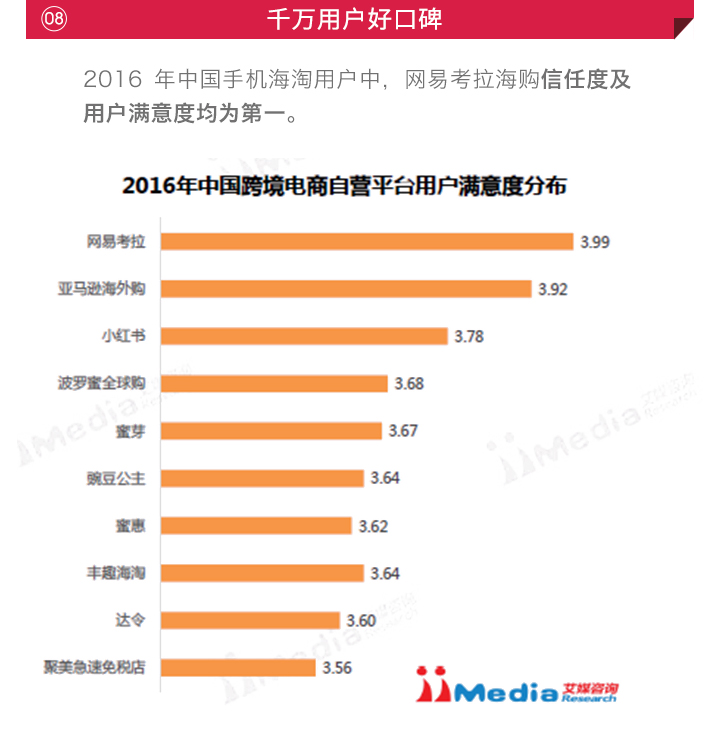 08 千万用户好口碑
2016 年中国手机海淘用户中，网易考拉海购信任度及
用户满意度均为第一。
2016年中国跨境电商自营平台用户满意度分布
网易考拉 3.99
亚马逊海外购 3.92
小红书 3.78
波罗蜜全球购 3.68
蜜芽 3.67
豌豆公主 3.64
蜜惠 3.62
丰趣海淘 3.64
达令 3.60
聚美急速免税店 3.56
iiMedia 艾媒咨询
Research